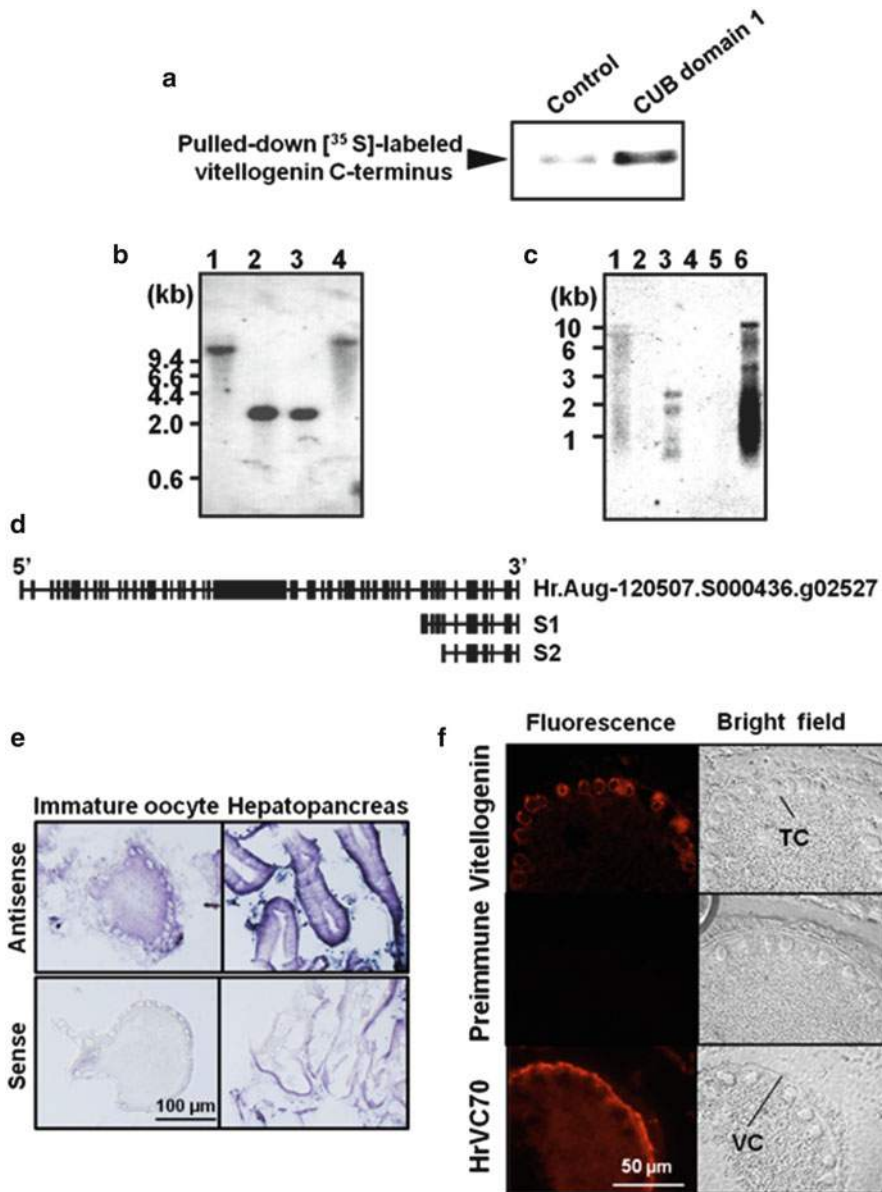 a
Control
CUB domain 1
Pulled-down [³⁵ S]-labeled
vitellogenin C-terminus
b
1 2 3 4
(kb)
9.4
6.6
4.4
2.0
0.6
c
1 2 3 4 5 6
(kb)
10
6
3
2
1
d
5' 3'
Hr.Aug-120507.S000436.g02527
S1
S2
e
Immature oocyte Hepatopancreas
Antisense
Sense
100 μm
f
Fluorescence Bright field
Vitellogenin
TC
Preimmune
HrVC70
VC
50 μm